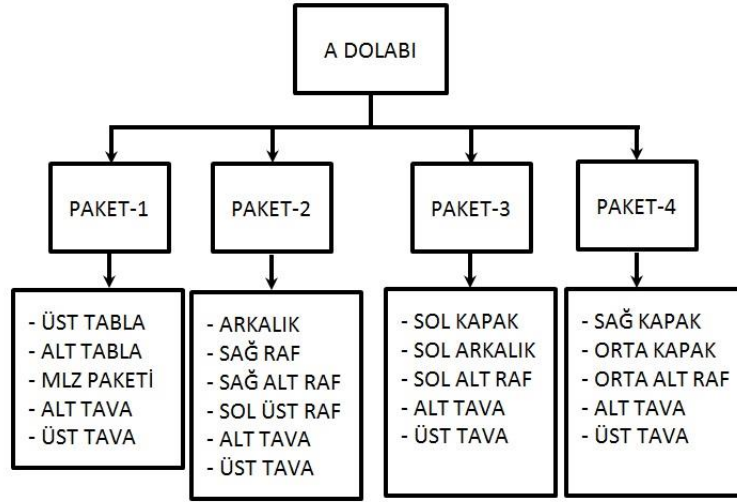 A DOLABI
PAKET-1
PAKET-2
PAKET-3
PAKET-4
- ÜST TABLA
- ALT TABLA
- MLZ PAKETİ
- ALT TAVA
- ÜST TAVA
- ARKALIK
- SAĞ RAF
- SAĞ ALT RAF
- SOL ÜST RAF
- ALT TAVA
- ÜST TAVA
- SOL KAPAK
- SOL ARKALIK
- SOL ALT RAF
- ALT TAVA
- ÜST TAVA
- SAĞ KAPAK
- ORTA KAPAK
- ORTA ALT RAF
- ALT TAVA
- ÜST TAVA